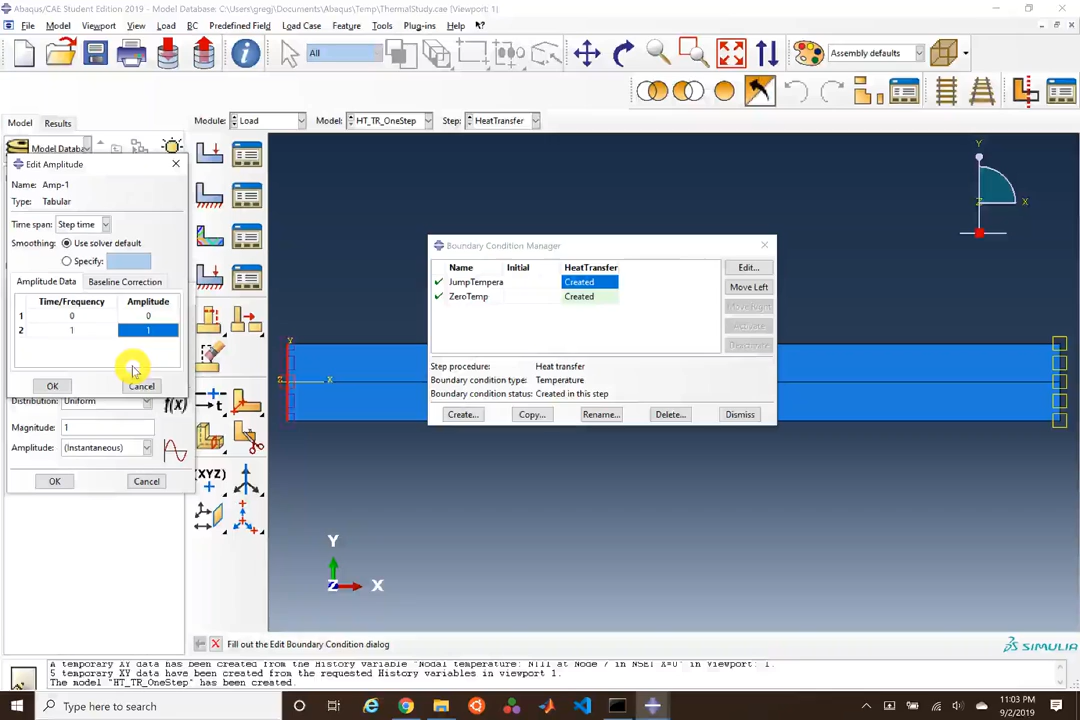 Abaqus/CAE Student Edition 2019 - Model Database: C:\Users\gregj\Documents\Abaqus\Temp\ThermalStudy.cae [Viewport: 1]
File Model Viewport View Load BC Predefined Field Load Case Feature Tools Plug-ins Help
All
Assembly defaults
Model Results
Module: Load Model: HT_TR_OneStep Step: HeatTransfer
Model Databa
Edit Amplitude
Name: Amp-1
Type: Tabular
Time span: Step time
Smoothing: Use solver default
Specify:
Amplitude Data Baseline Correction
Time/Frequency Amplitude
1 0 0
2 1 1
OK Cancel
Distribution: Uniform f(x)
Magnitude: 1
Amplitude: (Instantaneous)
OK Cancel
(XYZ)
Boundary Condition Manager
Name Initial HeatTransfer
JumpTempera Created
ZeroTemp Created
Edit...
Move Left
Move Right
Activate
Deactivate
Step procedure: Heat transfer
Boundary condition type: Temperature
Boundary condition status: Created in this step
Create... Copy... Rename... Delete... Dismiss
Y
X
Z
Y
Z X
Y
Z X
Fill out the Edit Boundary Condition dialog
SIMULIA
A temporary XY data has been created from the History variable "Nodal temperature: NT11 at Node 7 in NSET X=0" in Viewport: 1.
5 temporary XY data have been created from the requested History variables in viewport 1.
The model "HT_TR_OneStep" has been created.
Type here to search
11:03 PM
9/2/2019